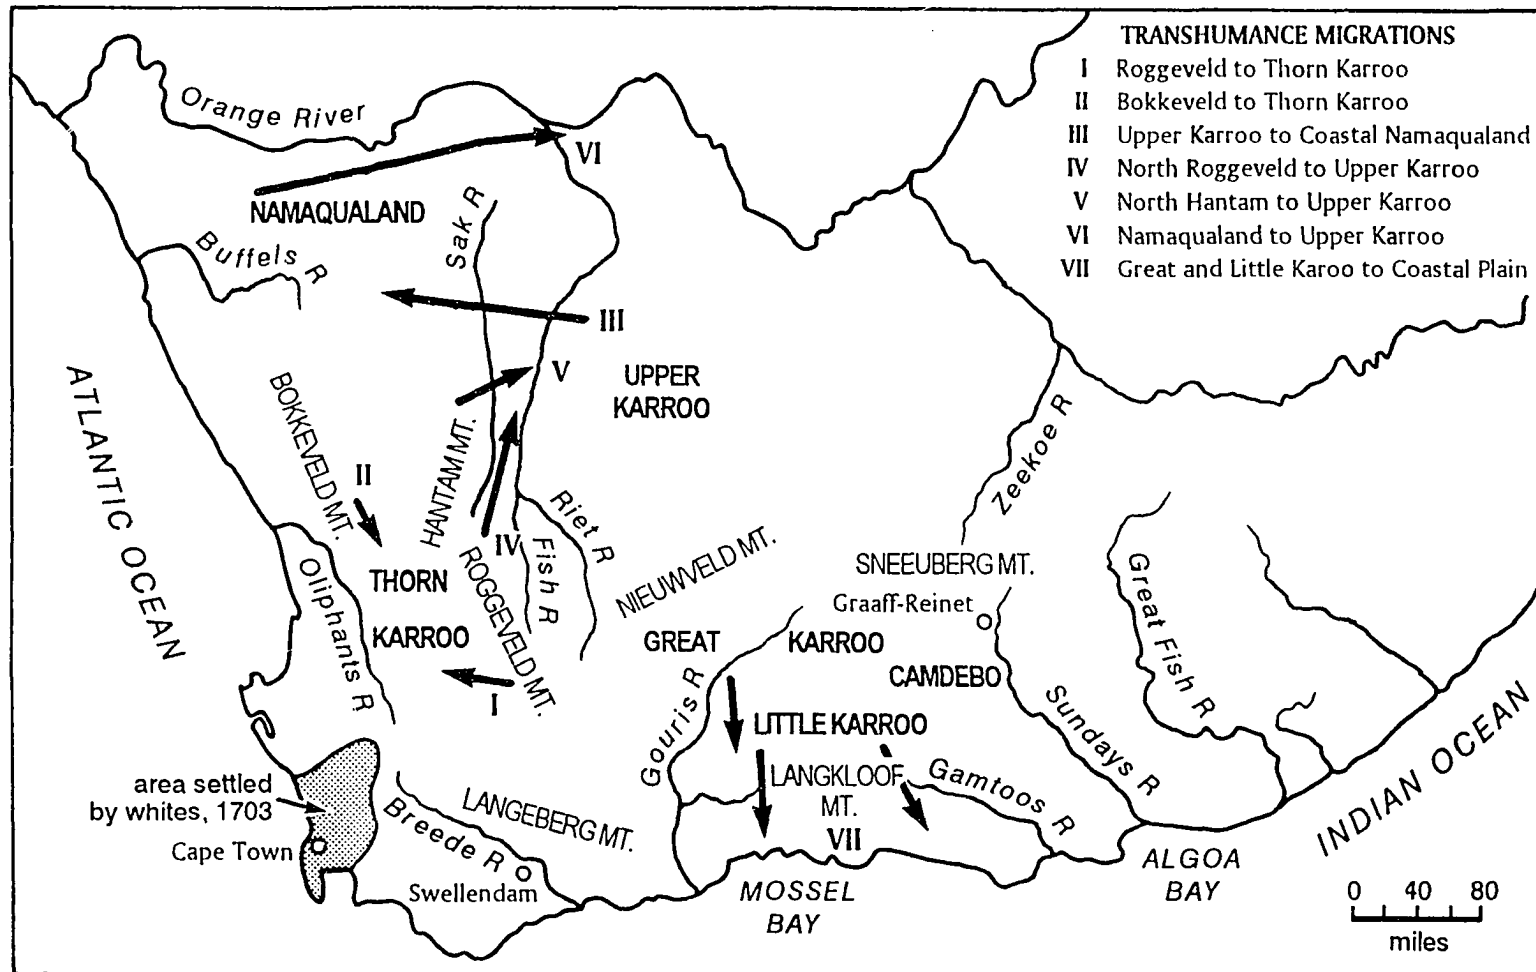 TRANSHUMANCE MIGRATIONS
I Roggeveld to Thorn Karroo
II Bokkeveld to Thorn Karroo
III Upper Karroo to Coastal Namaqualand
IV North Roggeveld to Upper Karroo
V North Hantam to Upper Karroo
VI Namaqualand to Upper Karroo
VII Great and Little Karoo to Coastal Plain
Orange River
VI
NAMAQUALAND
Sak R
Buffels R
III
V
UPPER
KARROO
ATLANTIC OCEAN
BOKKEVELD MT.
II
HANTAM MT.
Zeekoe R
Riet R
IV
Fish R
ROGGEVELD MT.
THORN
KARROO
Oliphants R
I
NIEUWVELD MT.
SNEEUBERG MT.
Graaff-Reinet
Great Fish R
GREAT
KARROO
CAMDEBO
Gouris R
Sundays R
LITTLE KARROO
LANGKLOOF
MT.
VII
Gamtoos R
area settled
by whites, 1703
Cape Town
Breede R
LANGEBERG MT.
Swellendam
MOSSEL
BAY
ALGOA
BAY
INDIAN OCEAN
0 40 80
miles